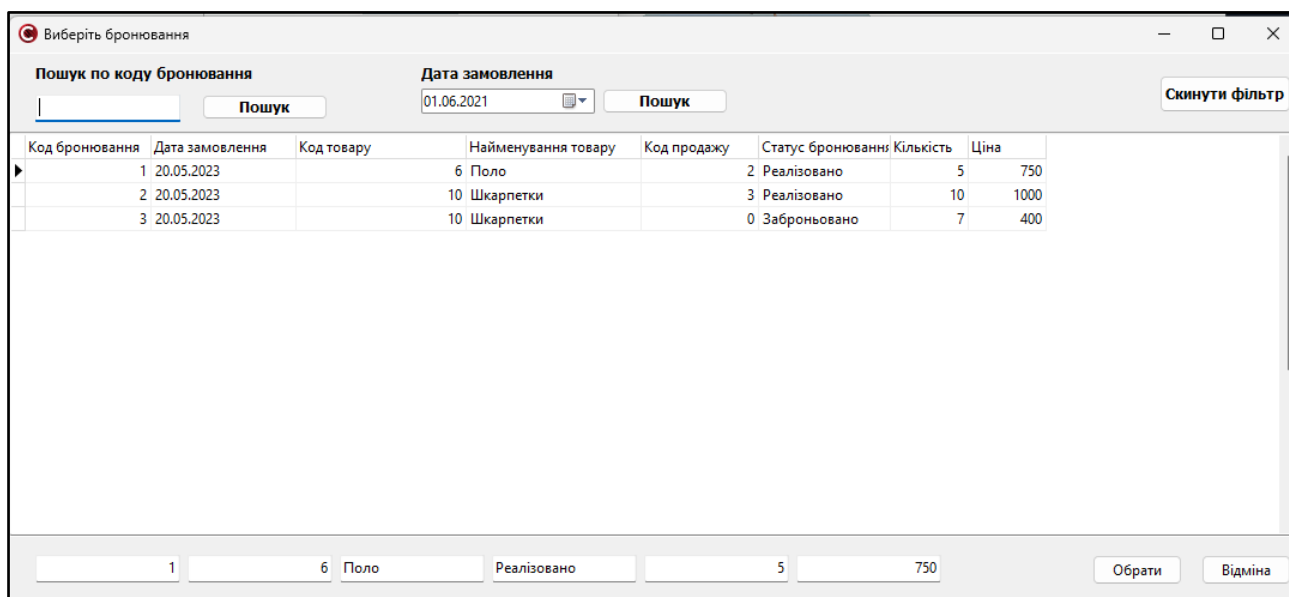 Виберіть бронювання
Пошук по коду бронювання Дата замовлення
01.06.2021 Пошук Пошук Скинути фільтр
Код бронювання Дата замовлення Код товару Найменування товару Код продажу Статус бронювання Кількість Ціна
1 20.05.2023 6 Поло 2 Реалізовано 5 750
2 20.05.2023 10 Шкарпетки 3 Реалізовано 10 1000
3 20.05.2023 10 Шкарпетки 0 Заброньовано 7 400
1 6 Поло Реалізовано 5 750 Обрати Відміна